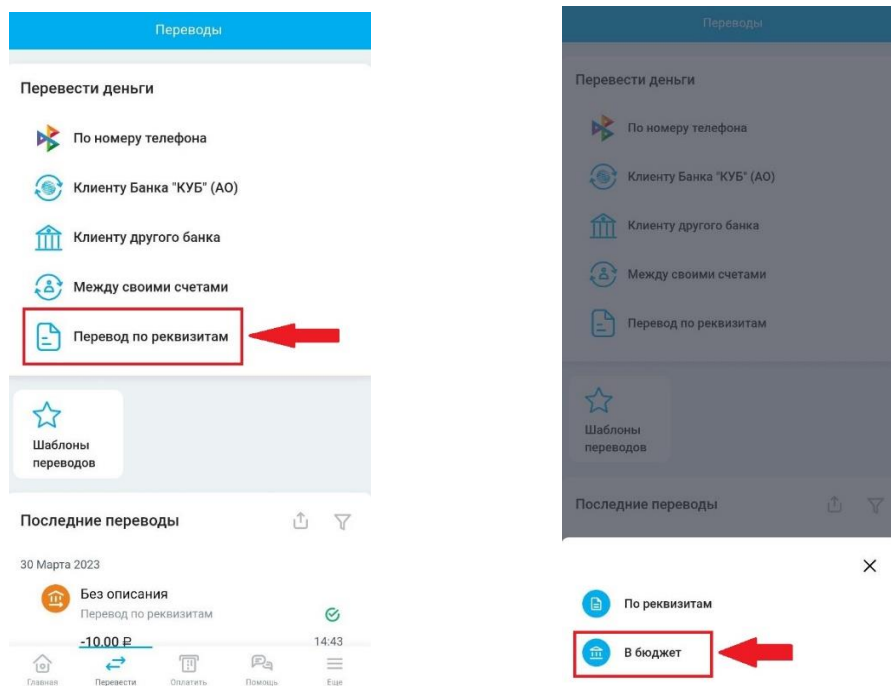 Переводы
Перевести деньги
По номеру телефона
Клиенту Банка "КУБ" (АО)
Клиенту другого банка
Между своими счетами
Перевод по реквизитам
Шаблоны
переводов
Последние переводы
30 Марта 2023
Без описания
Перевод по реквизитам
-10.00 ₽
14:43
Главная
Перевести
Оплатить
Помощь
Еще
Переводы
Перевести деньги
По номеру телефона
Клиенту Банка "КУБ" (АО)
Клиенту другого банка
Между своими счетами
Перевод по реквизитам
Шаблоны
переводов
Последние переводы
По реквизитам
В бюджет